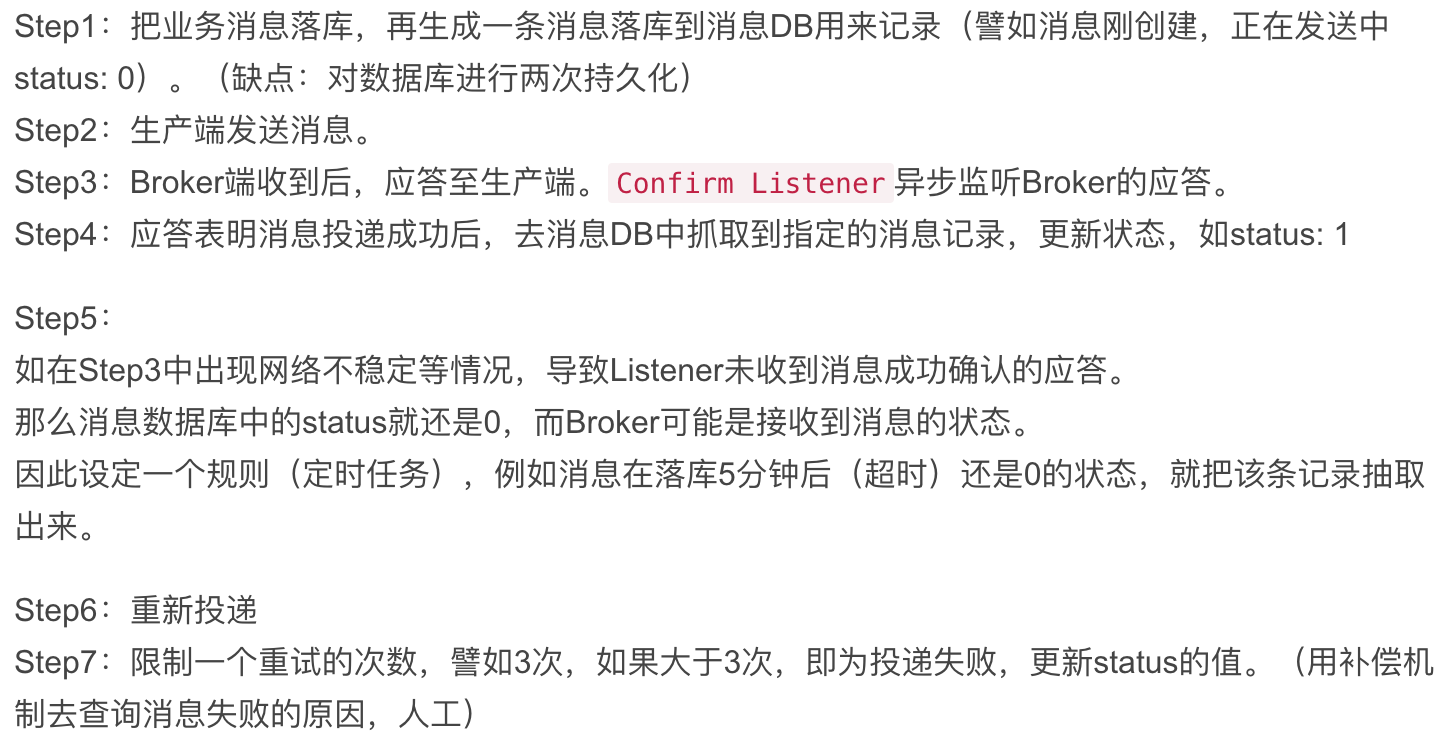 Step1：把业务消息落库，再生成一条消息落库到消息DB用来记录（譬如消息刚创建，正在发送中
status: 0）。（缺点：对数据库进行两次持久化）
Step2：生产端发送消息。
Step3：Broker端收到后，应答至生产端。Confirm Listener异步监听Broker的应答。
Step4：应答表明消息投递成功后，去消息DB中抓取到指定的消息记录，更新状态，如status: 1
Step5：
如在Step3中出现网络不稳定等情况，导致Listener未收到消息成功确认的应答。
那么消息数据库中的status就还是0，而Broker可能是接收到消息的状态。
因此设定一个规则（定时任务），例如消息在落库5分钟后（超时）还是0的状态，就把该条记录抽取
出来。
Step6：重新投递
Step7：限制一个重试的次数，譬如3次，如果大于3次，即为投递失败，更新status的值。（用补偿机
制去查询消息失败的原因，人工）